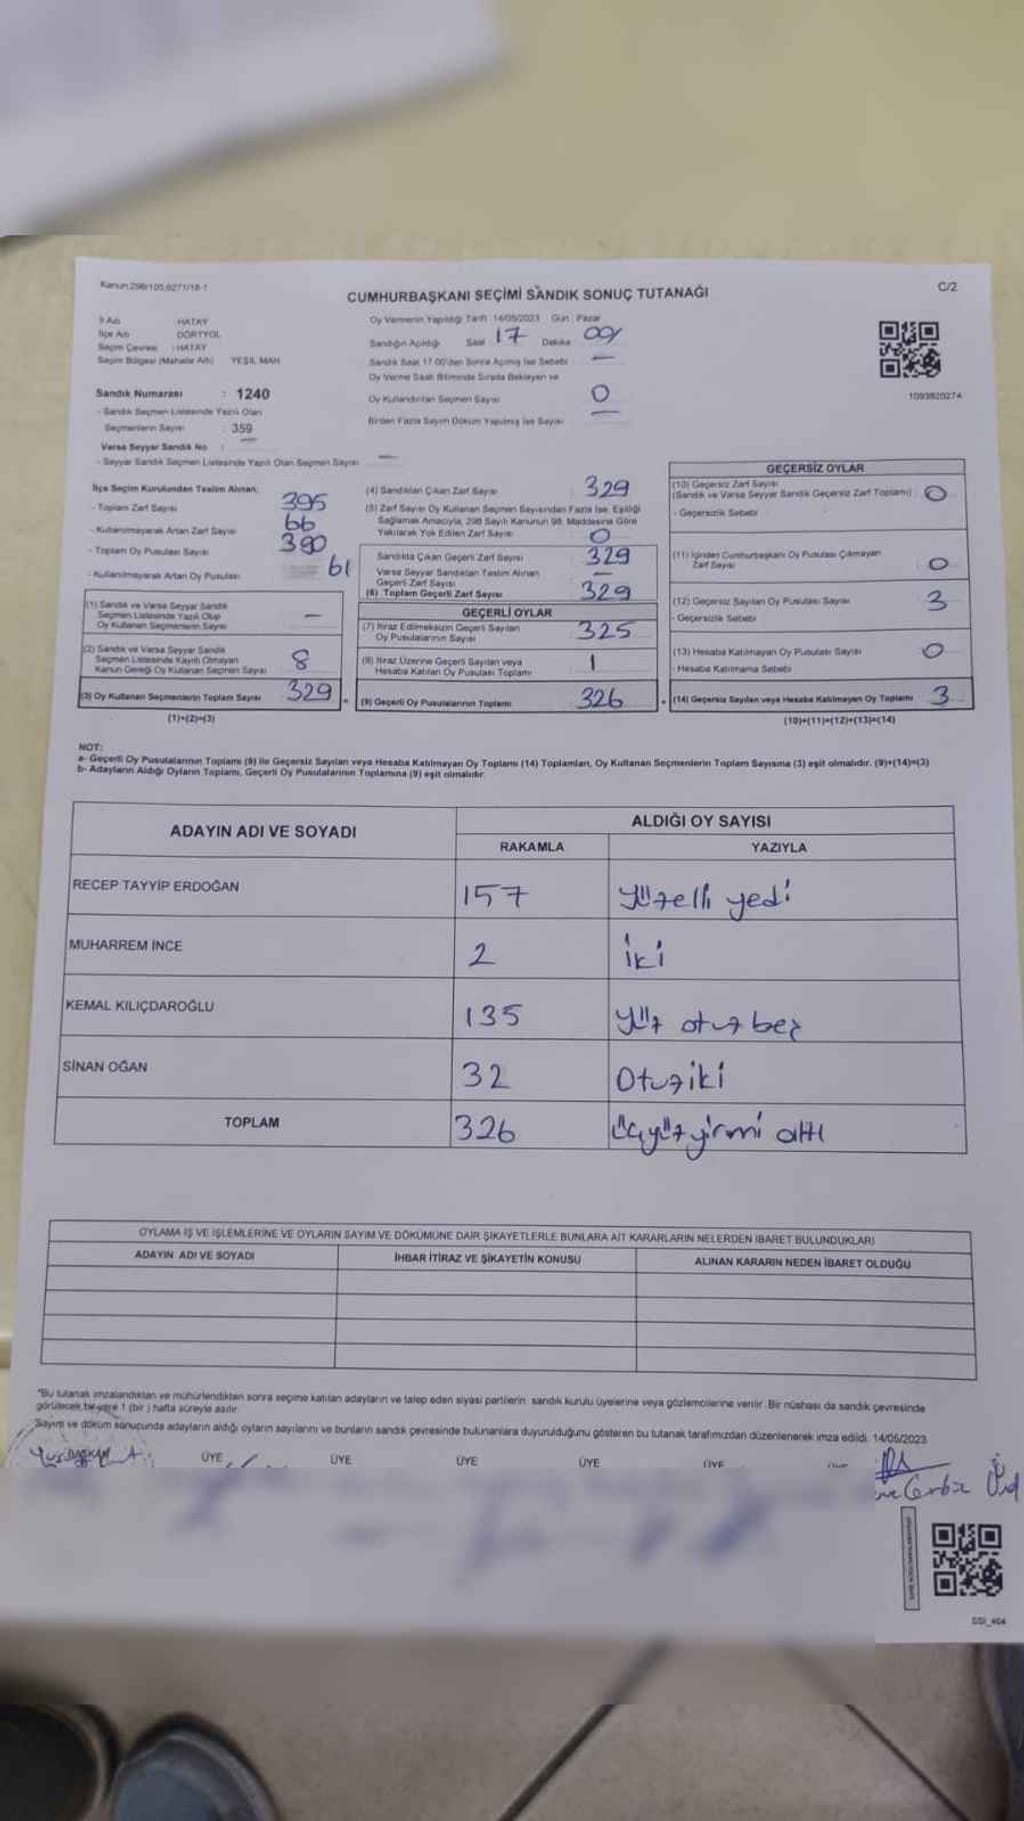 Kanun:298/105,6271/18-1
C/2
CUMHURBAŞKANI SEÇİMİ SANDIK SONUÇ TUTANAĞI
İl Adı : HATAY
İlçe Adı : DÖRTYOL
Seçim Çevresi : HATAY
Seçim Bölgesi (Mahalle Adı) YEŞİL MAH
Sandık Numarası : 1240
- Sandık Seçmen Listesinde Yazılı Olan
Seçmenlerin Sayısı : 359
Varsa Seyyar Sandık No : —
- Seyyar Sandık Seçmen Listesinde Yazılı Olan Seçmen Sayısı —
Oy Vermenin Yapıldığı Tarih 14/05/2023 Gün : Pazar
Sandığın Açıldığı Saat 17 Dakika 09
Sandık Saat 17.00'den Sonra Açılmış İse Sebebi —
Oy Verme Saati Bitiminde Sırada Bekleyen ve
Oy Kullandırılan Seçmen Sayısı 0
Birden Fazla Sayım Döküm Yapılmış İse Sayısı —
1093820274
İlçe Seçim Kurulundan Teslim Alınan;
- Toplam Zarf Sayısı 395
- Kullanılmayarak Artan Zarf Sayısı 66
- Toplam Oy Pusulası Sayısı 390
- Kullanılmayarak Artan Oy Pusulası 61
(1) Sandık ve Varsa Seyyar Sandık
Seçmen Listesinde Yazılı Olup
Oy Kullanan Seçmenlerin Sayısı —
(2) Sandık ve Varsa Seyyar Sandık
Seçmen Listesinde Kayıtlı Olmayan
Kanun Gereği Oy Kullanan Seçmen Sayısı 8
(3) Oy Kullanan Seçmenlerin Toplam Sayısı 329
(1)+(2)=(3)
(4) Sandıktan Çıkan Zarf Sayısı 329
(5) Zarf Sayısı Oy Kullanan Seçmen Sayısından Fazla İse, Eşitliği
Sağlamak Amacıyla, 298 Sayılı Kanunun 98. Maddesine Göre
Yakılarak Yok Edilen Zarf Sayısı 0
Sandıkta Çıkan Geçerli Zarf Sayısı 329
Varsa Seyyar Sandıktan Teslim Alınan
Geçerli Zarf Sayısı —
(6) Toplam Geçerli Zarf Sayısı 329
GEÇERLİ OYLAR
(7) İtiraz Edilmeksizin Geçerli Sayılan
Oy Pusulalarının Sayısı 325
(8) İtiraz Üzerine Geçerli Sayılan veya
Hesaba Katılan Oy Pusulası Toplamı 1
(9) Geçerli Oy Pusulalarının Toplamı 326
GEÇERSİZ OYLAR
(10) Geçersiz Zarf Sayısı
(Sandık ve Varsa Seyyar Sandık Geçersiz Zarf Toplamı) 0
- Geçersizlik Sebebi
(11) İçinden Cumhurbaşkanı Oy Pusulası Çıkmayan
Zarf Sayısı 0
(12) Geçersiz Sayılan Oy Pusulası Sayısı 3
- Geçersizlik Sebebi
(13) Hesaba Katılmayan Oy Pusulası Sayısı 0
- Hesaba Katılmama Sebebi
(14) Geçersiz Sayılan veya Hesaba Katılmayan Oy Toplamı 3
(10)+(11)+(12)+(13)=(14)
NOT:
a- Geçerli Oy Pusulalarının Toplamı (9) ile Geçersiz Sayılan veya Hesaba Katılmayan Oy Toplamı (14) Toplamları, Oy Kullanan Seçmenlerin Toplam Sayısına (3) eşit olmalıdır. (9)+(14)=(3)
b- Adayların Aldığı Oyların Toplamı, Geçerli Oy Pusulalarının Toplamına (9) eşit olmalıdır.
ADAYIN ADI VE SOYADI
ALDIĞI OY SAYISI
RAKAMLA YAZIYLA
RECEP TAYYİP ERDOĞAN 157 yüzelli yedi
MUHARREM İNCE 2 iki
KEMAL KILIÇDAROĞLU 135 yüz otuz beş
SİNAN OĞAN 32 Otuziki
TOPLAM 326 üçyüz yirmi altı
OYLAMA İŞ VE İŞLEMLERİNE VE OYLARIN SAYIM VE DÖKÜMÜNE DAİR ŞİKAYETLERLE BUNLARA AİT KARARLARIN NELERDEN İBARET BULUNDUKLARI
ADAYIN ADI VE SOYADI İHBAR İTİRAZ VE ŞİKAYETİN KONUSU ALINAN KARARIN NEDEN İBARET OLDUĞU
*Bu tutanak imzalandıktan ve mühürlendikten sonra seçime katılan adayların ve talep eden siyasi partilerin sandık kurulu üyelerine veya gözlemcilerine verilir. Bir nüshası da sandık çevresinde
görülecek bir yere 1 (bir) hafta süreyle asılır.
Sayım ve döküm sonucunda adayların aldığı oyların sayılarını ve bunların sandık çevresinde bulunanlara duyurulduğunu gösteren bu tutanak tarafımızdan düzenlenerek imza edildi. 14/05/2023
ÜYE ÜYE ÜYE ÜYE ÜYE